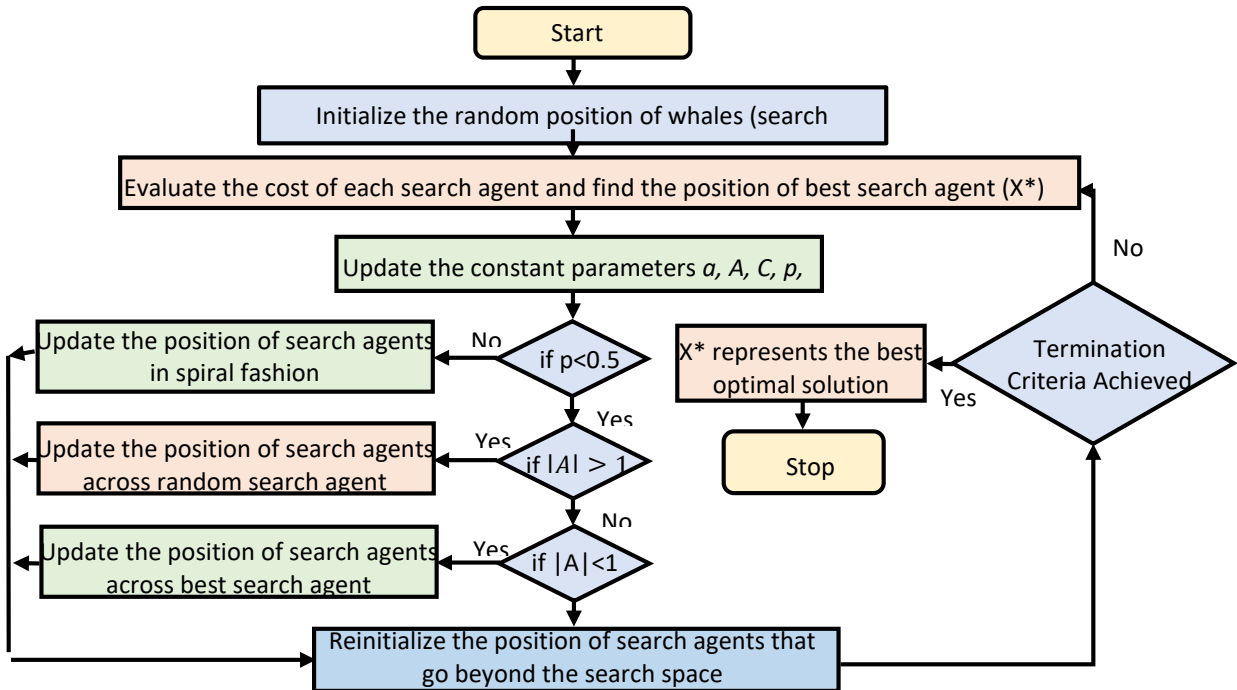 Start
Initialize the random position of whales (search
Evaluate the cost of each search agent and find the position of best search agent (X*)
Update the constant parameters a, A, C, p,
No
if p<0.5
Yes
Update the position of search agents
in spiral fashion
Yes
if |A| > 1
No
Update the position of search agents
across random search agent
Yes
if |A|<1
Update the position of search agents
across best search agent
Reinitialize the position of search agents that
go beyond the search space
No
Termination
Criteria Achieved
Yes
X* represents the best
optimal solution
Stop